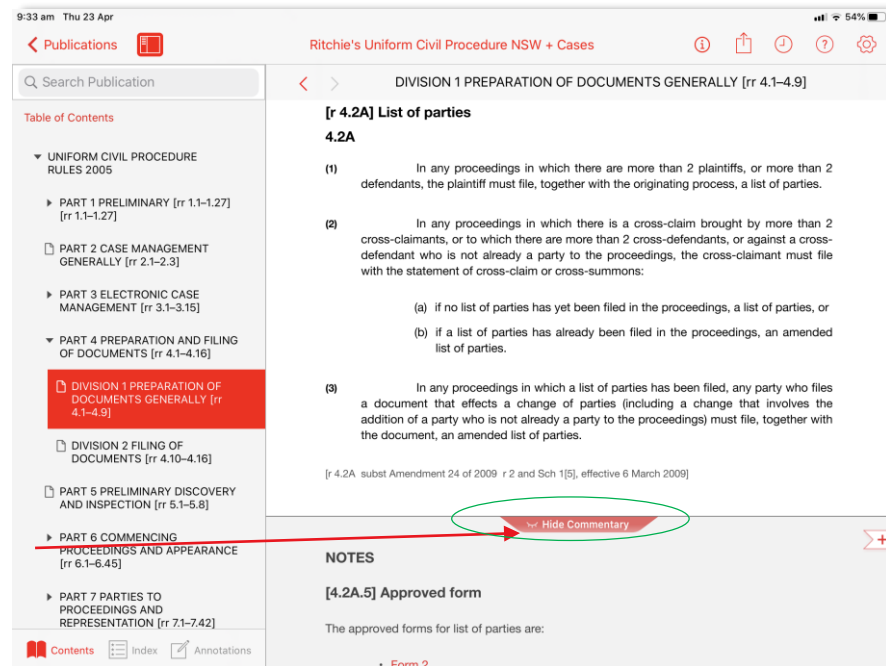 9:33 am Thu 23 Apr
54%
Publications
Ritchie's Uniform Civil Procedure NSW + Cases
Search Publication
DIVISION 1 PREPARATION OF DOCUMENTS GENERALLY [rr 4.1–4.9]
Table of Contents
UNIFORM CIVIL PROCEDURE
RULES 2005
PART 1 PRELIMINARY [rr 1.1–1.27]
[rr 1.1–1.27]
PART 2 CASE MANAGEMENT
GENERALLY [rr 2.1–2.3]
PART 3 ELECTRONIC CASE
MANAGEMENT [rr 3.1–3.15]
PART 4 PREPARATION AND FILING
OF DOCUMENTS [rr 4.1–4.16]
DIVISION 1 PREPARATION OF
DOCUMENTS GENERALLY [rr
4.1–4.9]
DIVISION 2 FILING OF
DOCUMENTS [rr 4.10–4.16]
PART 5 PRELIMINARY DISCOVERY
AND INSPECTION [rr 5.1–5.8]
PART 6 COMMENCING
PROCEEDINGS AND APPEARANCE
[rr 6.1–6.45]
PART 7 PARTIES TO
PROCEEDINGS AND
REPRESENTATION [rr 7.1–7.42]
Contents
Index
Annotations
[r 4.2A] List of parties
4.2A
(1) In any proceedings in which there are more than 2 plaintiffs, or more than 2
defendants, the plaintiff must file, together with the originating process, a list of parties.
(2) In any proceedings in which there is a cross-claim brought by more than 2
cross-claimants, or to which there are more than 2 cross-defendants, or against a cross-
defendant who is not already a party to the proceedings, the cross-claimant must file
with the statement of cross-claim or cross-summons:
(a) if no list of parties has yet been filed in the proceedings, a list of parties, or
(b) if a list of parties has already been filed in the proceedings, an amended
list of parties.
(3) In any proceedings in which a list of parties has been filed, any party who files
a document that effects a change of parties (including a change that involves the
addition of a party who is not already a party to the proceedings) must file, together with
the document, an amended list of parties.
[r 4.2A subst Amendment 24 of 2009 r 2 and Sch 1[5], effective 6 March 2009]
Hide Commentary
NOTES
[4.2A.5] Approved form
The approved forms for list of parties are:
• Form 2